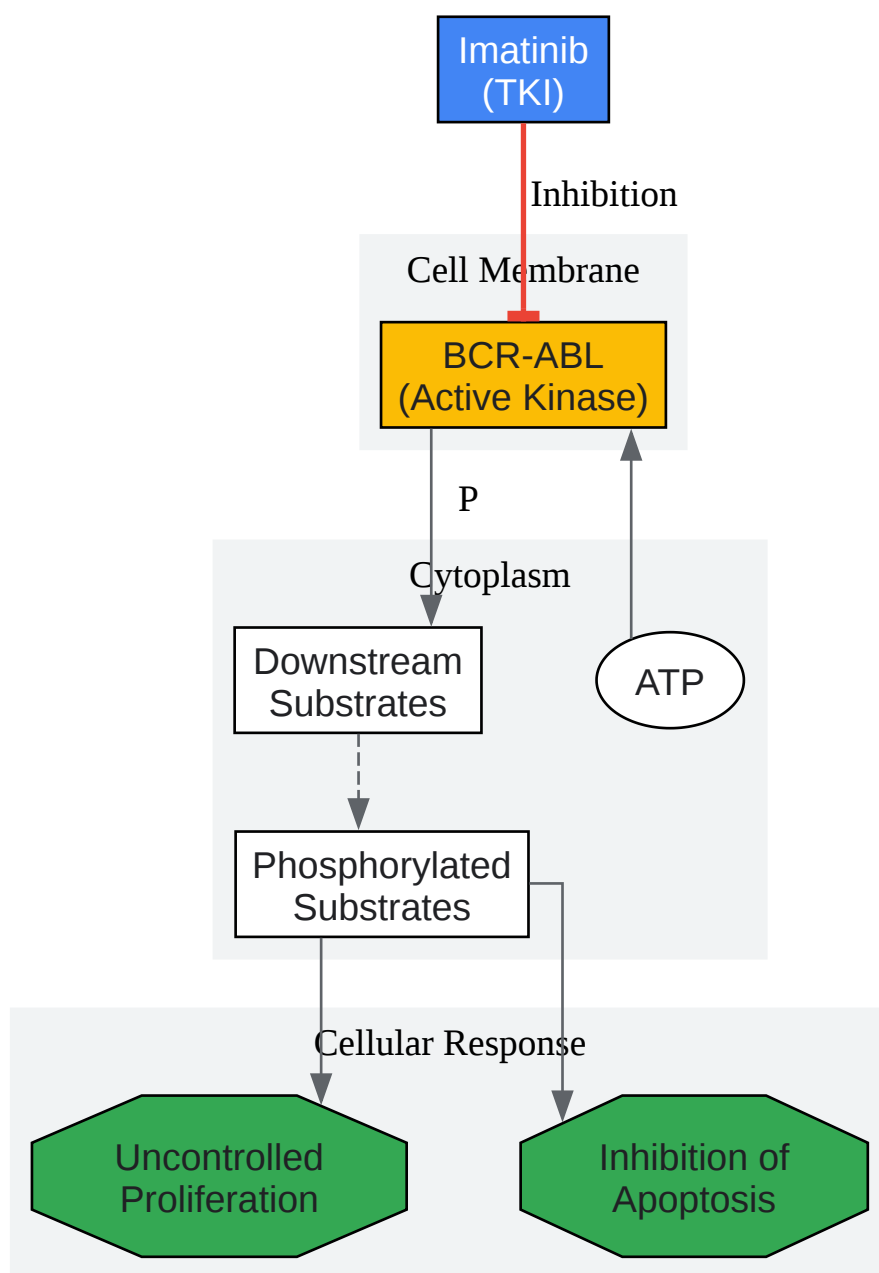 Imatinib
(TKI)
Inhibition
Cell Membrane
BCR-ABL
(Active Kinase)
P
Cytoplasm
Downstream
Substrates
ATP
Phosphorylated
Substrates
Cellular Response
Uncontrolled
Proliferation
Inhibition of
Apoptosis